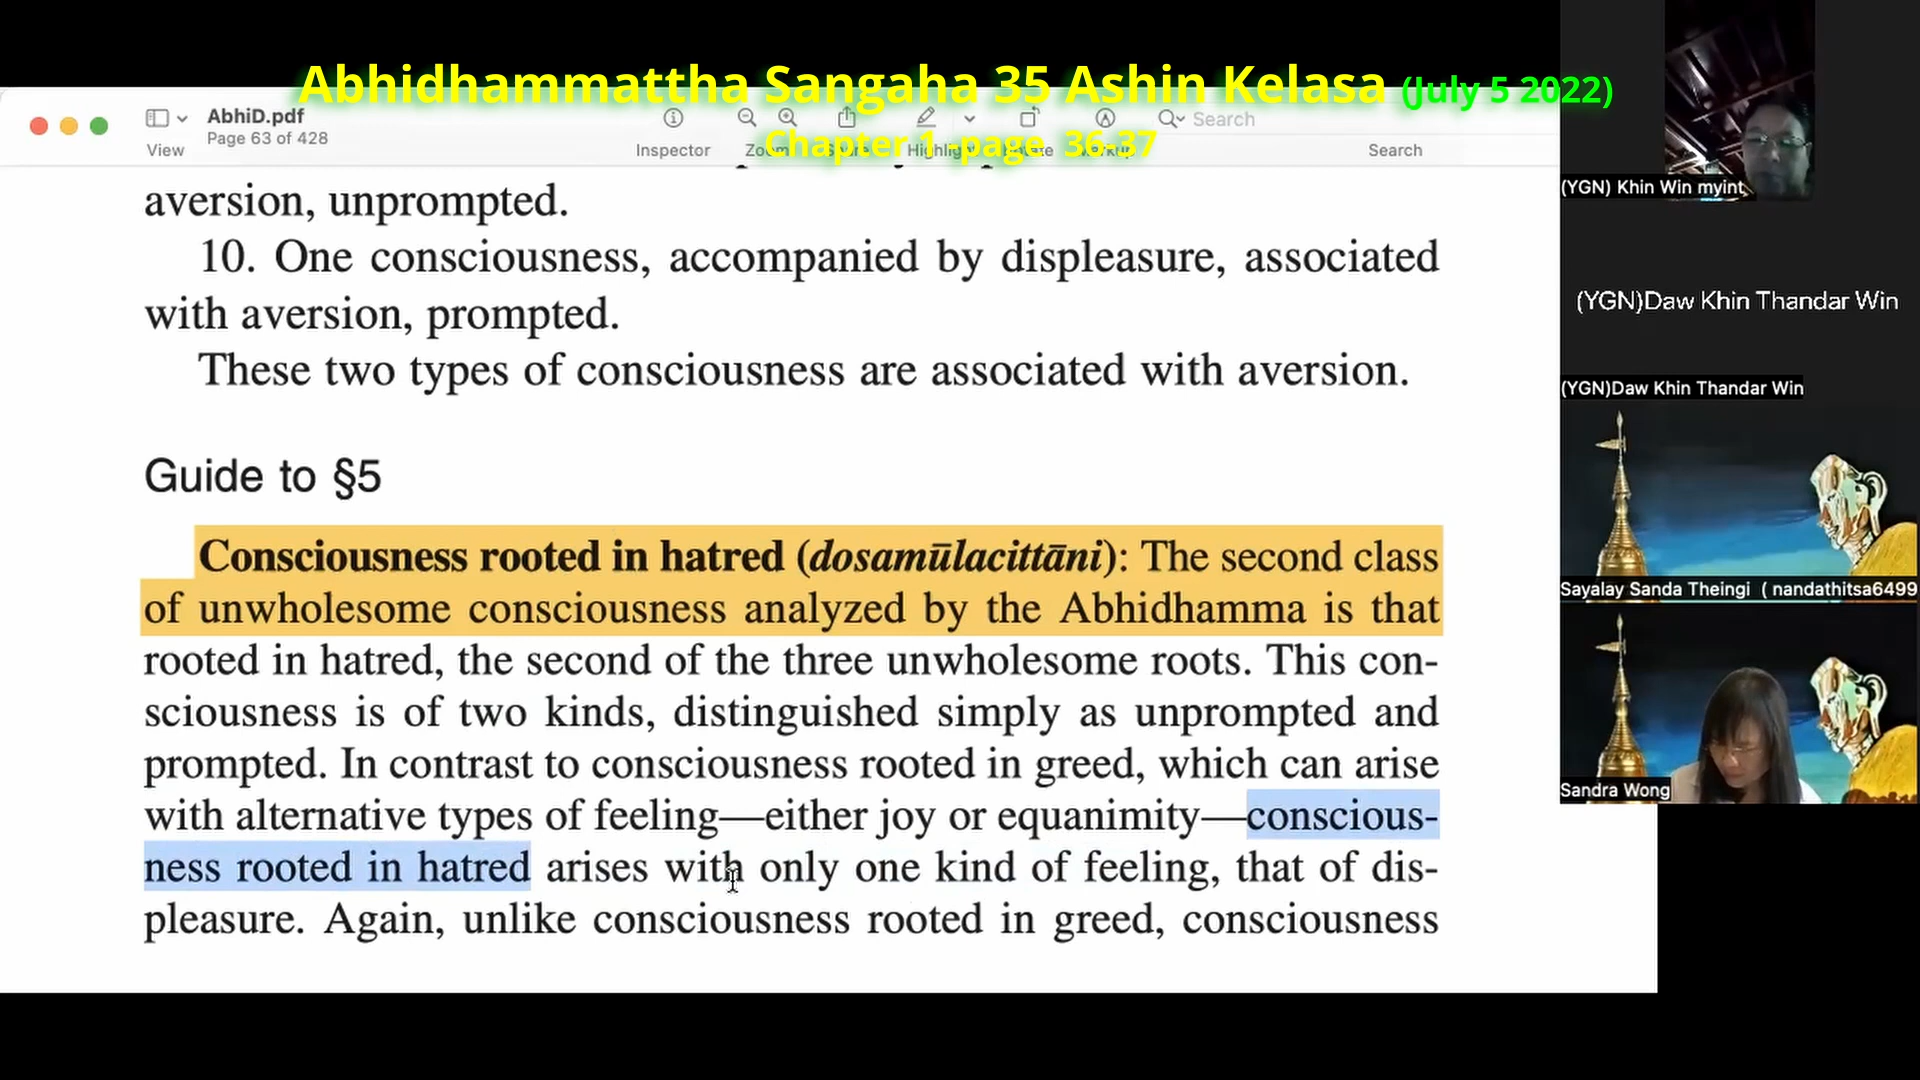 Abhidhammattha Sangaha 35 Ashin Kelasa (July 5 2022)
Chapter 1 -page 36-37
AbhiD.pdf
Page 63 of 428
View
Inspector
Search
Search
aversion, unprompted.
10. One consciousness, accompanied by displeasure, associated
with aversion, prompted.
These two types of consciousness are associated with aversion.
Guide to §5
Consciousness rooted in hatred (dosamūlacittāni): The second class
of unwholesome consciousness analyzed by the Abhidhamma is that
rooted in hatred, the second of the three unwholesome roots. This con-
sciousness is of two kinds, distinguished simply as unprompted and
prompted. In contrast to consciousness rooted in greed, which can arise
with alternative types of feeling—either joy or equanimity—conscious-
ness rooted in hatred arises with only one kind of feeling, that of dis-
pleasure. Again, unlike consciousness rooted in greed, consciousness
(YGN) Khin Win myint
(YGN)Daw Khin Thandar Win
(YGN)Daw Khin Thandar Win
Sayalay Sanda Theingi ( nandathitsa6499
Sandra Wong